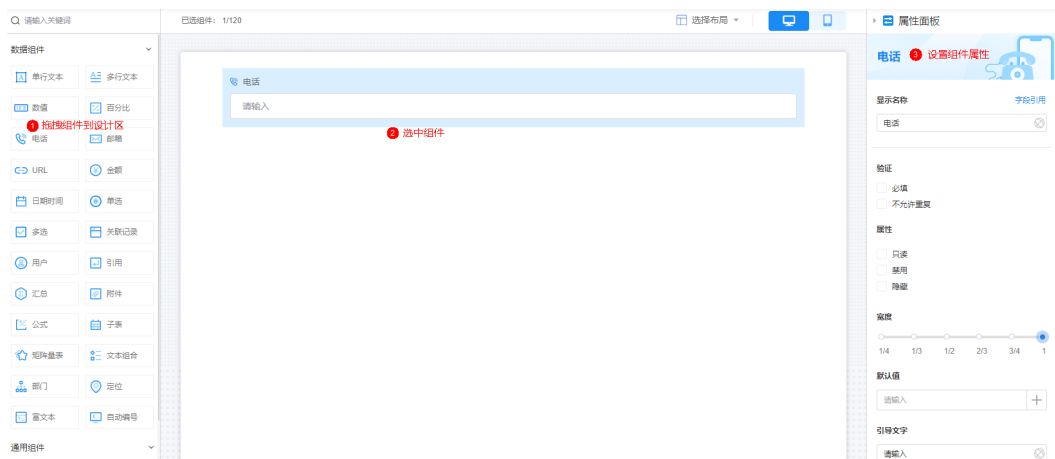 请输入关键词
已选组件：1/120
选择布局
属性面板
数据组件
单行文本
多行文本
数值
百分比
1 拖拽组件到设计区
电话
邮箱
URL
金额
日期时间
单选
多选
关联记录
用户
引用
汇总
附件
公式
子表
矩阵量表
文本组合
部门
定位
富文本
自动编号
通用组件
电话
请输入
2 选中组件
电话
3 设置组件属性
显示名称
字段引用
电话
验证
必填
不允许重复
属性
只读
禁用
隐藏
宽度
1/4 1/3 1/2 2/3 3/4 1
默认值
请输入
引导文字
请输入